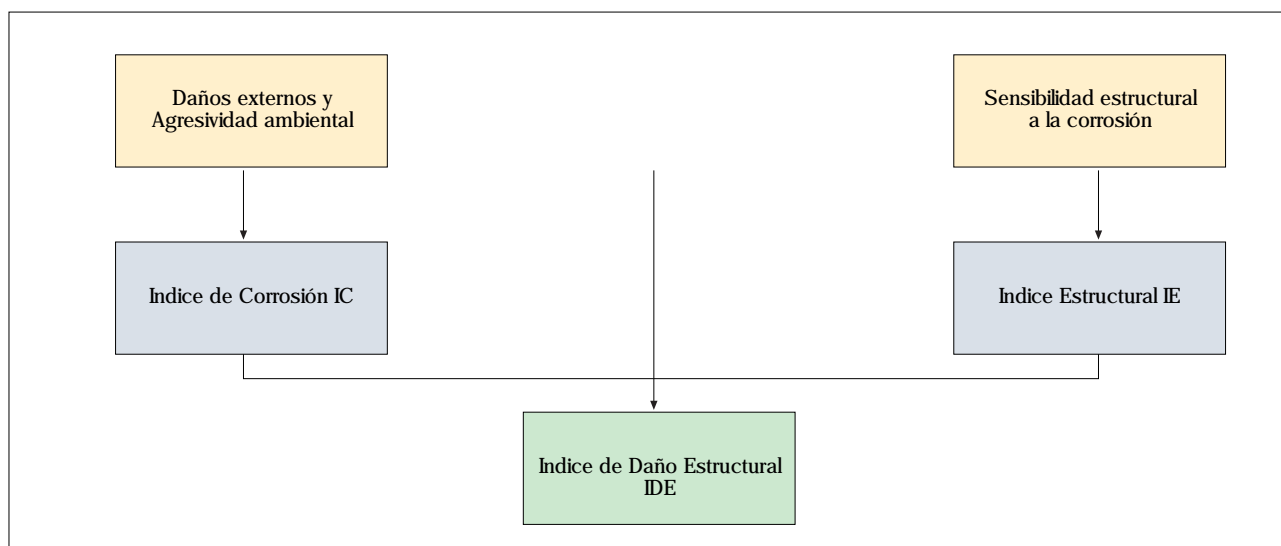 Daños externos y
Agresividad ambiental
Sensibilidad estructural
a la corrosión
Indice de Corrosión IC
Indice Estructural IE
Indice de Daño Estructural
IDE